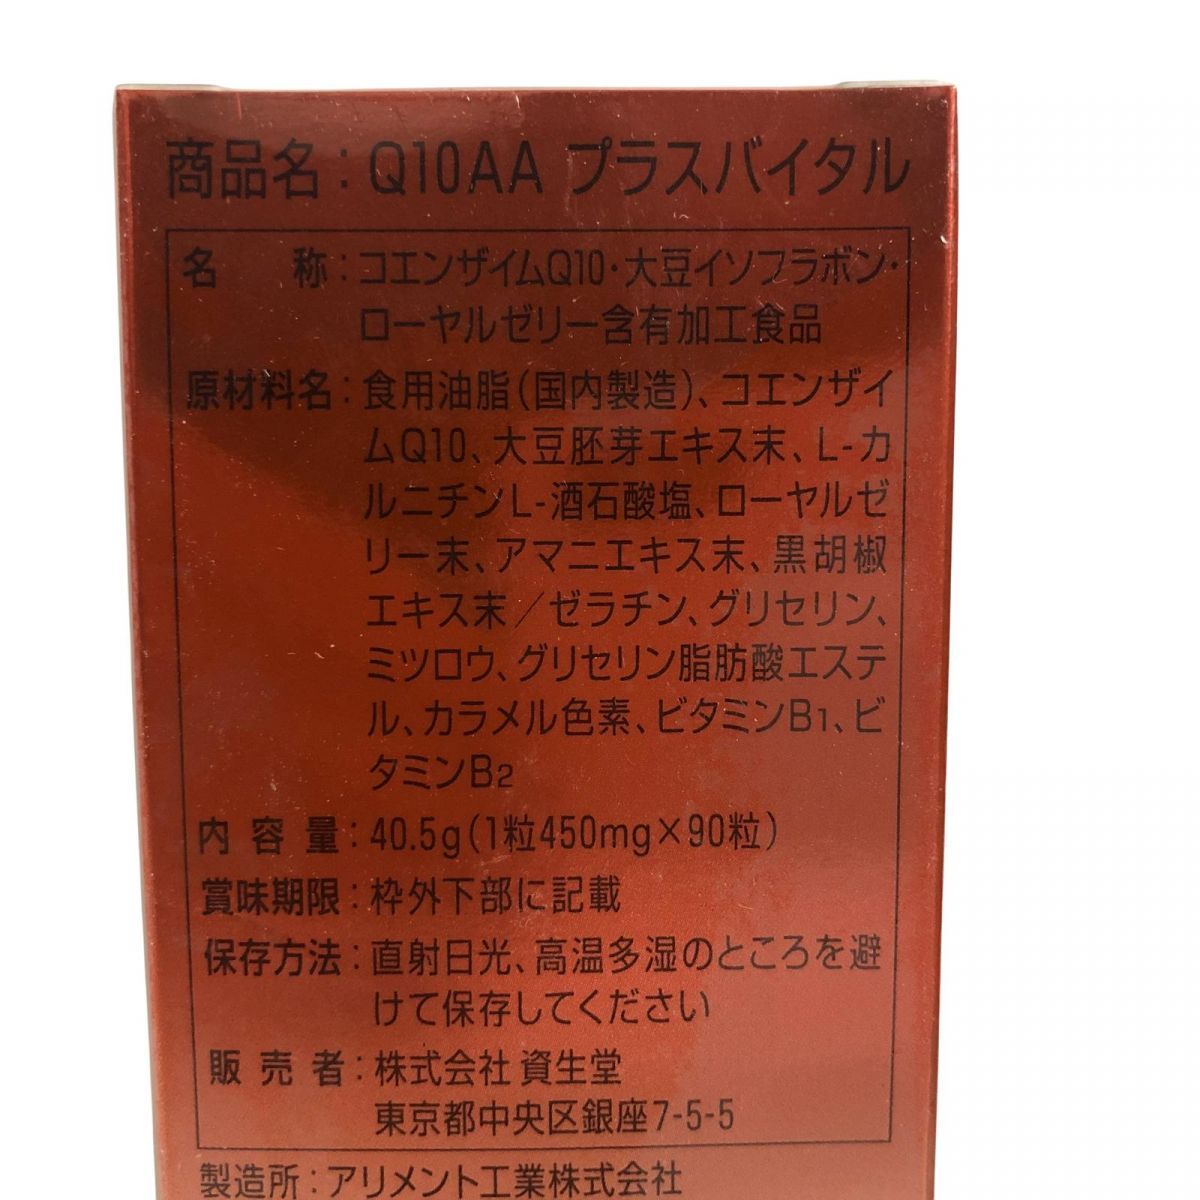 商品名：Q10AA プラスバイタル
名称：コエンザイムQ10・大豆イソフラボン・
ローヤルゼリー含有加工食品
原材料名：食用油脂（国内製造）、コエンザイ
ムQ10、大豆胚芽エキス末、L-カ
ルニチンL-酒石酸塩、ローヤルゼ
リー末、アマニエキス末、黒胡椒
エキス末／ゼラチン、グリセリン、
ミツロウ、グリセリン脂肪酸エステ
ル、カラメル色素、ビタミンB1、ビ
タミンB2
内容量：40.5g（1粒450mg×90粒）
賞味期限：枠外下部に記載
保存方法：直射日光、高温多湿のところを避
けて保存してください
販売者：株式会社 資生堂
東京都中央区銀座7-5-5
製造所：アリメント工業株式会社